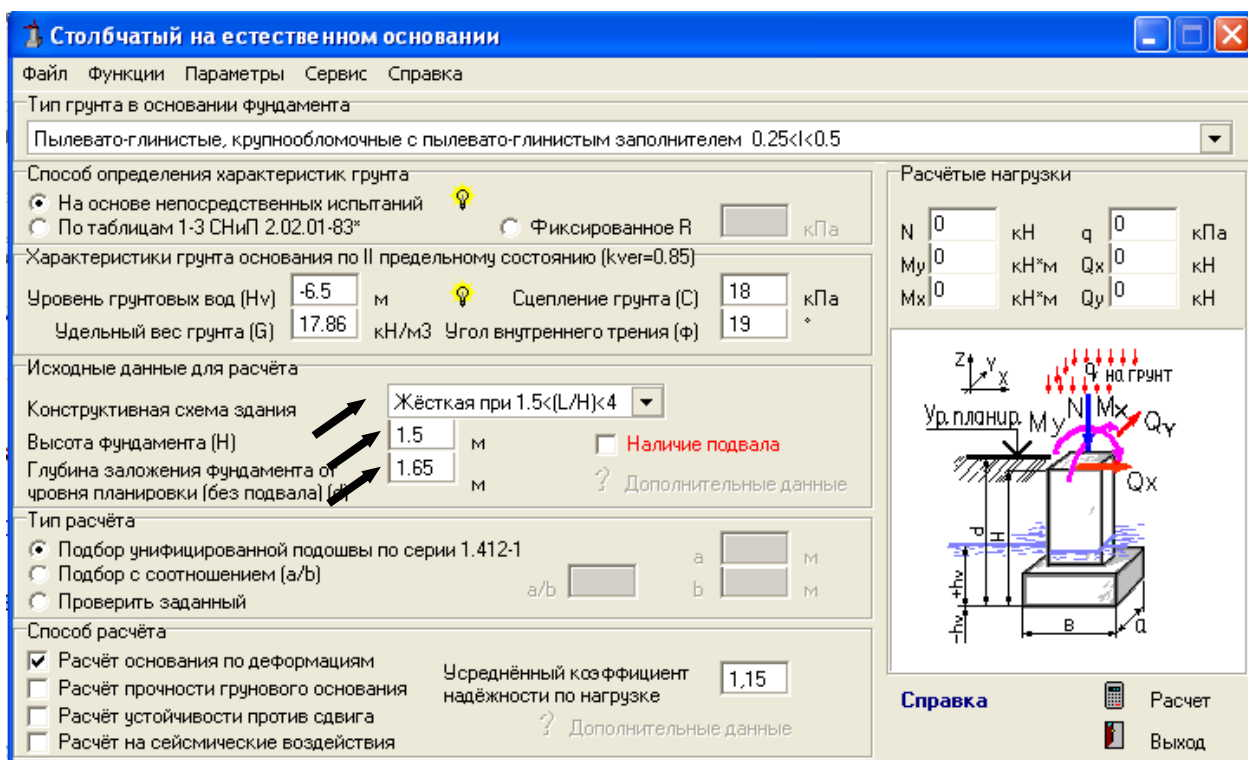 Столбчатый на естественном основании
Файл Функции Параметры Сервис Справка
Тип грунта в основании фундамента
Пылевато-глинистые, крупнообломочные с пылевато-глинистым заполнителем 0.25<I<0.5
Способ определения характеристик грунта
На основе непосредственных испытаний
По таблицам 1-3 СНиП 2.02.01-83*
Фиксированное R кПа
Характеристики грунта основания по II предельному состоянию (kver=0.85)
Уровень грунтовых вод (Hv) -6.5 м
Сцепление грунта (C) 18 кПа
Удельный вес грунта (G) 17.86 кН/м3
Угол внутреннего трения (ф) 19 °
Исходные данные для расчёта
Конструктивная схема здания Жёсткая при 1.5<(L/H)<4
Высота фундамента (H) 1.5 м
Наличие подвала
Глубина заложения фундамента от
уровня планировки (без подвала) (d) 1.65 м
? Дополнительные данные
Тип расчёта
Подбор унифицированной подошвы по серии 1.412-1
Подбор с соотношением (a/b)
Проверить заданный
a/b
a м
b м
Способ расчёта
Расчёт основания по деформациям
Расчёт прочности грунового основания
Расчёт устойчивости против сдвига
Расчёт на сейсмические воздействия
Усреднённый коэффициент
надёжности по нагрузке 1,15
? Дополнительные данные
Расчётые нагрузки
N 0 кН q 0 кПа
My 0 кН*м Qx 0 кН
Mx 0 кН*м Qy 0 кН
Z Y X
q на грунт
Ур. планир. My N Mx Qy
Qx
d H
+hv
-hv
B a
Справка
Расчет
Выход